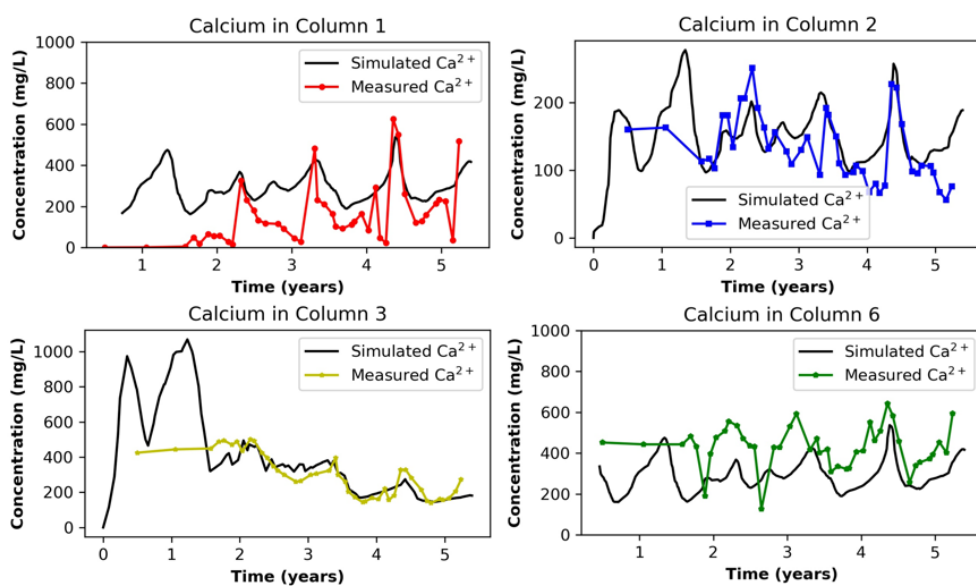 Calcium in Column 1
Concentration (mg/L)
1000
800
600
400
200
0
Simulated Ca²⁺
Measured Ca²⁺
1 2 3 4 5
Time (years)
Calcium in Column 2
Concentration (mg/L)
200
100
0
Simulated Ca²⁺
Measured Ca²⁺
0 1 2 3 4 5
Time (years)
Calcium in Column 3
Concentration (mg/L)
1000
800
600
400
200
0
Simulated Ca²⁺
Measured Ca²⁺
0 1 2 3 4 5
Time (years)
Calcium in Column 6
Concentration (mg/L)
1000
800
600
400
200
0
Simulated Ca²⁺
Measured Ca²⁺
1 2 3 4 5
Time (years)